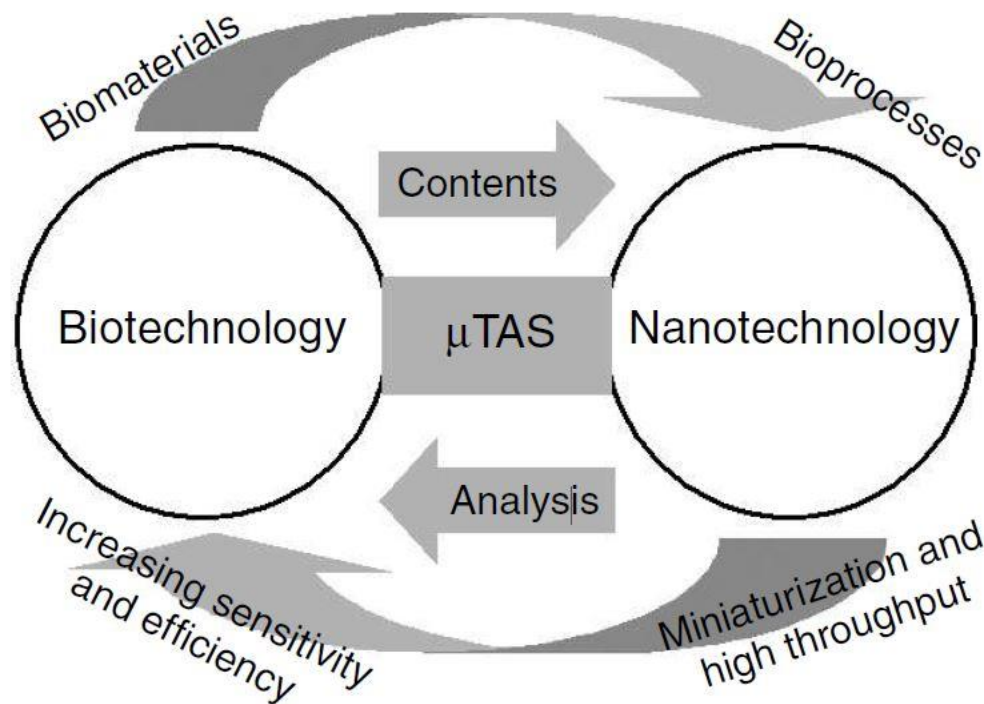 Biomaterials
Bioprocesses
Contents
Biotechnology
μTAS
Nanotechnology
Analysis
Increasing sensitivity
and efficiency
Miniaturization and
high throughput